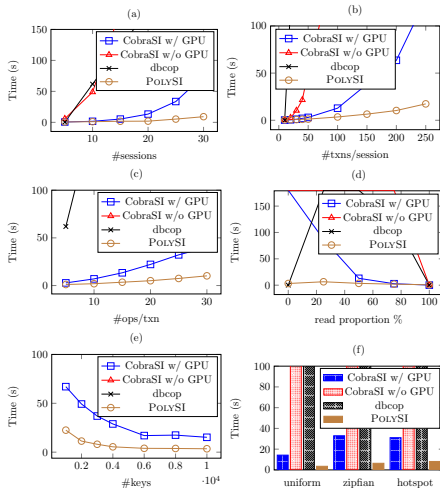 (a)
150
100
50
0
Time (s)
CobraSI w/ GPU
CobraSI w/o GPU
dbcop
PolySI
10
20
30
#sessions
(b)
100
50
0
Time (s)
CobraSI w/ GPU
CobraSI w/o GPU
dbcop
PolySI
0
50
100
150
200
250
#txns/session
(c)
100
50
0
Time (s)
CobraSI w/ GPU
CobraSI w/o GPU
dbcop
PolySI
10
20
30
#ops/txn
(d)
150
100
50
0
Time (s)
CobraSI w/ GPU
CobraSI w/o GPU
dbcop
PolySI
0
20
40
60
80
100
read proportion %
(e)
100
50
0
Time (s)
CobraSI w/ GPU
CobraSI w/o GPU
dbcop
PolySI
0.2
0.4
0.6
0.8
1
·10⁴
#keys
(f)
100
80
60
40
20
0
Time (s)
CobraSI w/ GPU
CobraSI w/o GPU
dbcop
PolySI
uniform
zipfian
hotspot